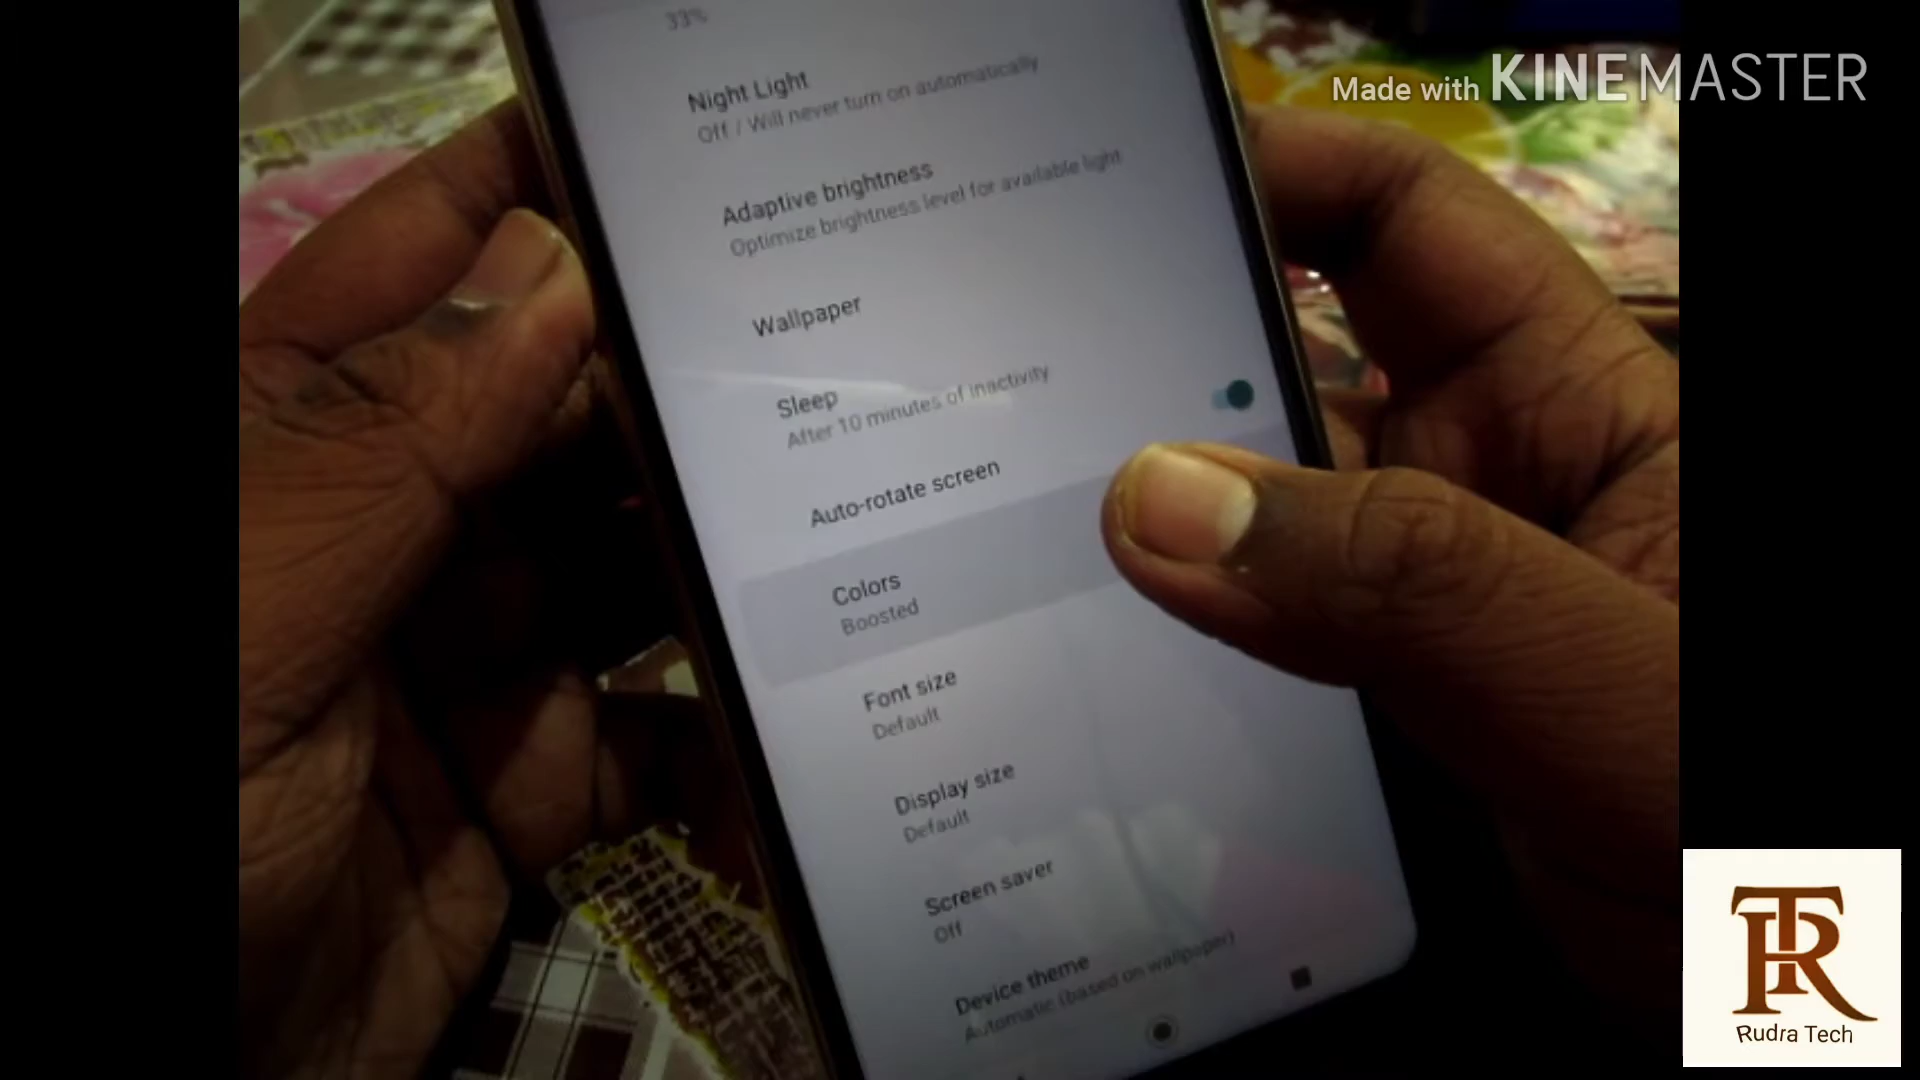 33%
Night Light
Off / Will never turn on automatically
Made with KINEMASTER
Adaptive brightness
Optimize brightness level for available light
Wallpaper
Sleep
After 10 minutes of inactivity
Auto-rotate screen
Colors
Boosted
Font size
Default
Display size
Default
Screen saver
Off
Device theme
Automatic (based on wallpaper)
TR
Rudra Tech